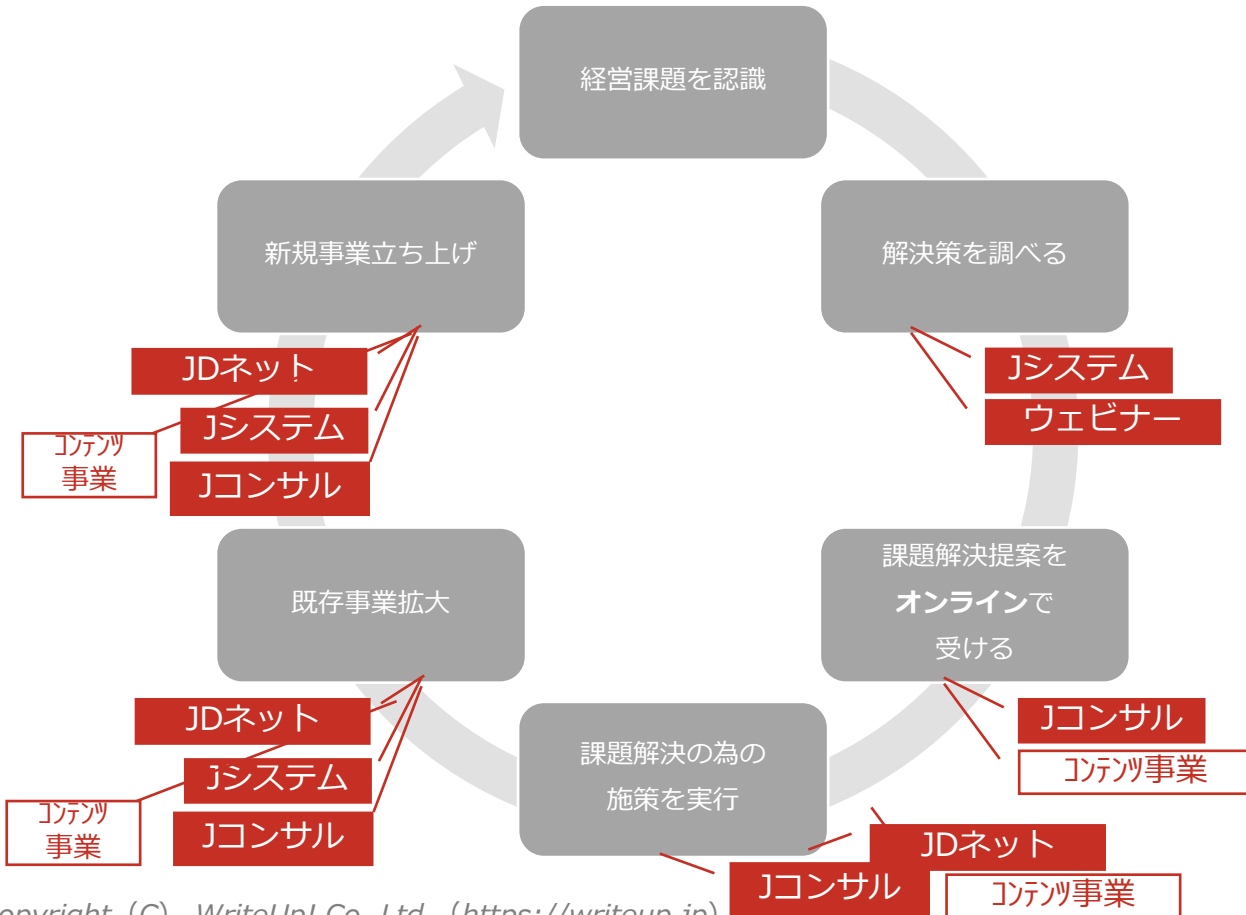 経営課題を認識
解決策を調べる
Jシステム
ウェビナー
課題解決提案を
オンラインで
受ける
Jコンサル
ｺﾝﾃﾝﾂ事業
課題解決の為の
施策を実行
JDネット
Jコンサル
ｺﾝﾃﾝﾂ事業
既存事業拡大
JDネット
Jシステム
Jコンサル
ｺﾝﾃﾝﾂ
事業
新規事業立ち上げ
JDネット
Jシステム
Jコンサル
ｺﾝﾃﾝﾂ
事業
opyright（C） WriteUp! Co.,Ltd.（https://writeup.jp）